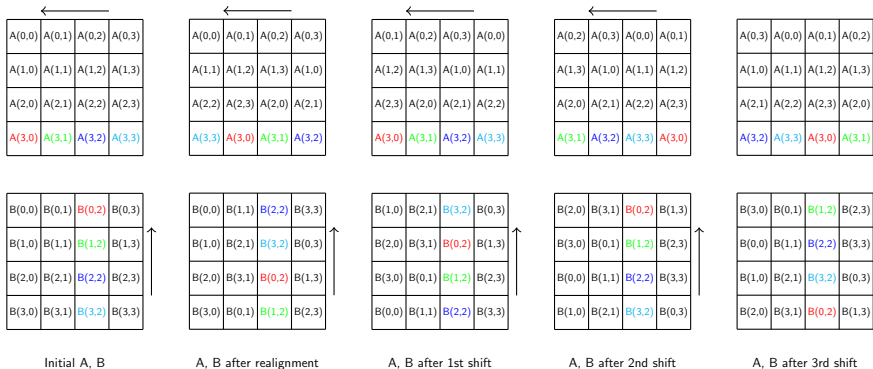 A(0,0) A(0,1) A(0,2) A(0,3) A(0,0) A(0,1) A(0,2) A(0,3) A(0,1) A(0,2) A(0,3) A(0,0) A(0,2) A(0,3) A(0,0) A(0,1) A(0,3) A(0,0) A(0,1) A(0,2)
A(1,0) A(1,1) A(1,2) A(1,3) A(1,1) A(1,2) A(1,3) A(1,0) A(1,2) A(1,3) A(1,0) A(1,1) A(1,3) A(1,0) A(1,1) A(1,2) A(1,0) A(1,1) A(1,2) A(1,3)
A(2,0) A(2,1) A(2,2) A(2,3) A(2,2) A(2,3) A(2,0) A(2,1) A(2,3) A(2,0) A(2,1) A(2,2) A(2,0) A(2,1) A(2,2) A(2,3) A(2,1) A(2,2) A(2,3) A(2,0)
A(3,0) A(3,1) A(3,2) A(3,3) A(3,3) A(3,0) A(3,1) A(3,2) A(3,0) A(3,1) A(3,2) A(3,3) A(3,1) A(3,2) A(3,3) A(3,0) A(3,2) A(3,3) A(3,0) A(3,1)
B(0,0) B(0,1) B(0,2) B(0,3) B(0,0) B(1,1) B(2,2) B(3,3) B(1,0) B(2,1) B(3,2) B(0,3) B(2,0) B(3,1) B(0,2) B(1,3) B(3,0) B(0,1) B(1,2) B(2,3)
B(1,0) B(1,1) B(1,2) B(1,3) B(1,0) B(2,1) B(3,2) B(0,3) B(2,0) B(3,1) B(0,2) B(1,3) B(3,0) B(0,1) B(1,2) B(2,3) B(0,0) B(1,1) B(2,2) B(3,3)
B(2,0) B(2,1) B(2,2) B(2,3) B(2,0) B(3,1) B(0,2) B(1,3) B(3,0) B(0,1) B(1,2) B(2,3) B(0,0) B(1,1) B(2,2) B(3,3) B(1,0) B(2,1) B(3,2) B(0,3)
B(3,0) B(3,1) B(3,2) B(3,3) B(3,0) B(0,1) B(1,2) B(2,3) B(0,0) B(1,1) B(2,2) B(3,3) B(1,0) B(2,1) B(3,2) B(0,3) B(2,0) B(3,1) B(0,2) B(1,3)
Initial A, B A, B after realignment A, B after 1st shift A, B after 2nd shift A, B after 3rd shift